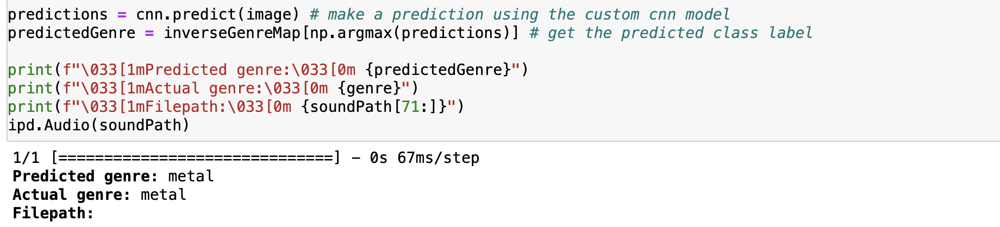 predictions = cnn.predict(image) # make a prediction using the custom cnn model
predictedGenre = inverseGenreMap[np.argmax(predictions)] # get the predicted class label
print(f"\033[1mPredicted genre:\033[0m {predictedGenre}")
print(f"\033[1mActual genre:\033[0m {genre}")
print(f"\033[1mFilepath:\033[0m {soundPath[71:]}")
ipd.Audio(soundPath)
1/1 [==============================] - 0s 67ms/step
Predicted genre: metal
Actual genre: metal
Filepath: